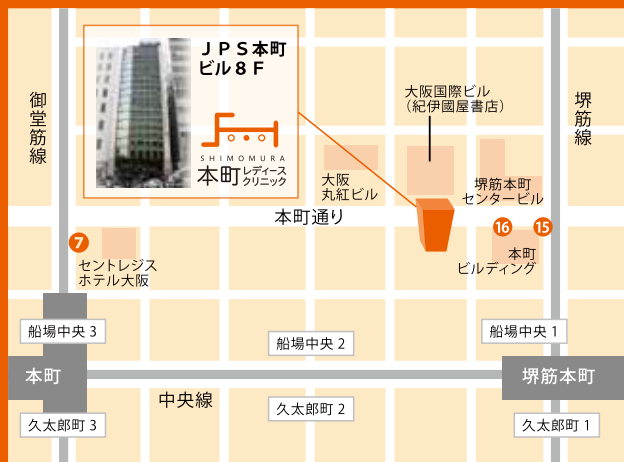 JPS本町
ビル8F
SHIMOMURA
本町レディース
クリニック
御堂筋線
堺筋線
大阪国際ビル
(紀伊國屋書店)
大阪
丸紅ビル
堺筋本町
センタービル
本町通り
7
16
15
セントレジス
ホテル大阪
本町
ビルディング
船場中央3
船場中央2
船場中央1
本町
堺筋本町
中央線
久太郎町3
久太郎町2
久太郎町1